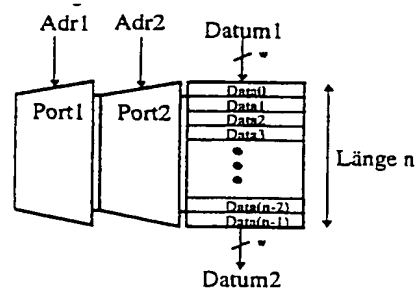 Adr1 Adr2 Datum1
w
Port1 Port2
Data0
Data1
Data2
Data3
Länge n
Data(n-2)
Data(n-1)
w
Datum2